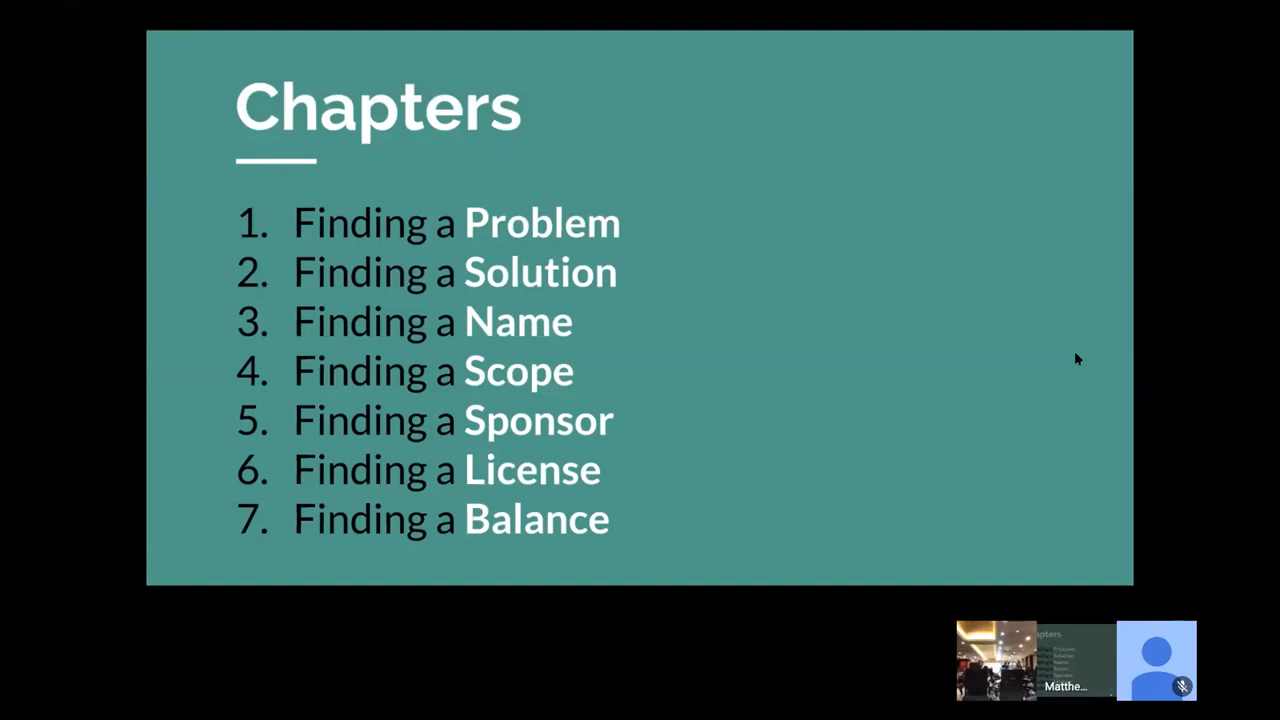 Chapters
1. Finding a Problem
2. Finding a Solution
3. Finding a Name
4. Finding a Scope
5. Finding a Sponsor
6. Finding a License
7. Finding a Balance
Matthe...